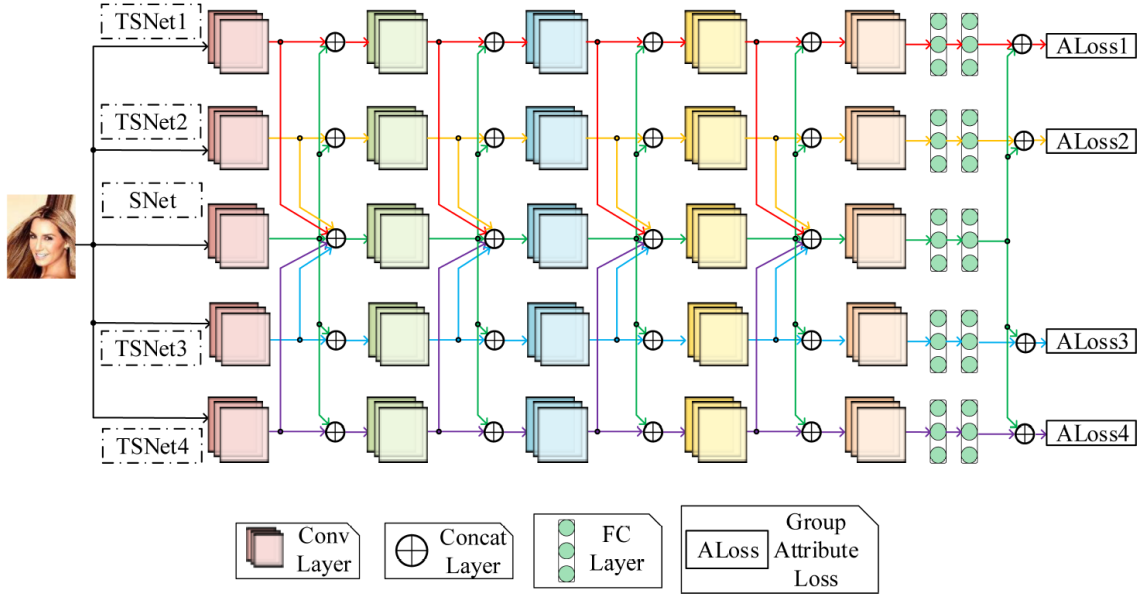 TSNet1
ALoss1
TSNet2
ALoss2
SNet
TSNet3
ALoss3
TSNet4
ALoss4
Conv
Layer
Concat
Layer
FC
Layer
ALoss
Group
Attribute
Loss